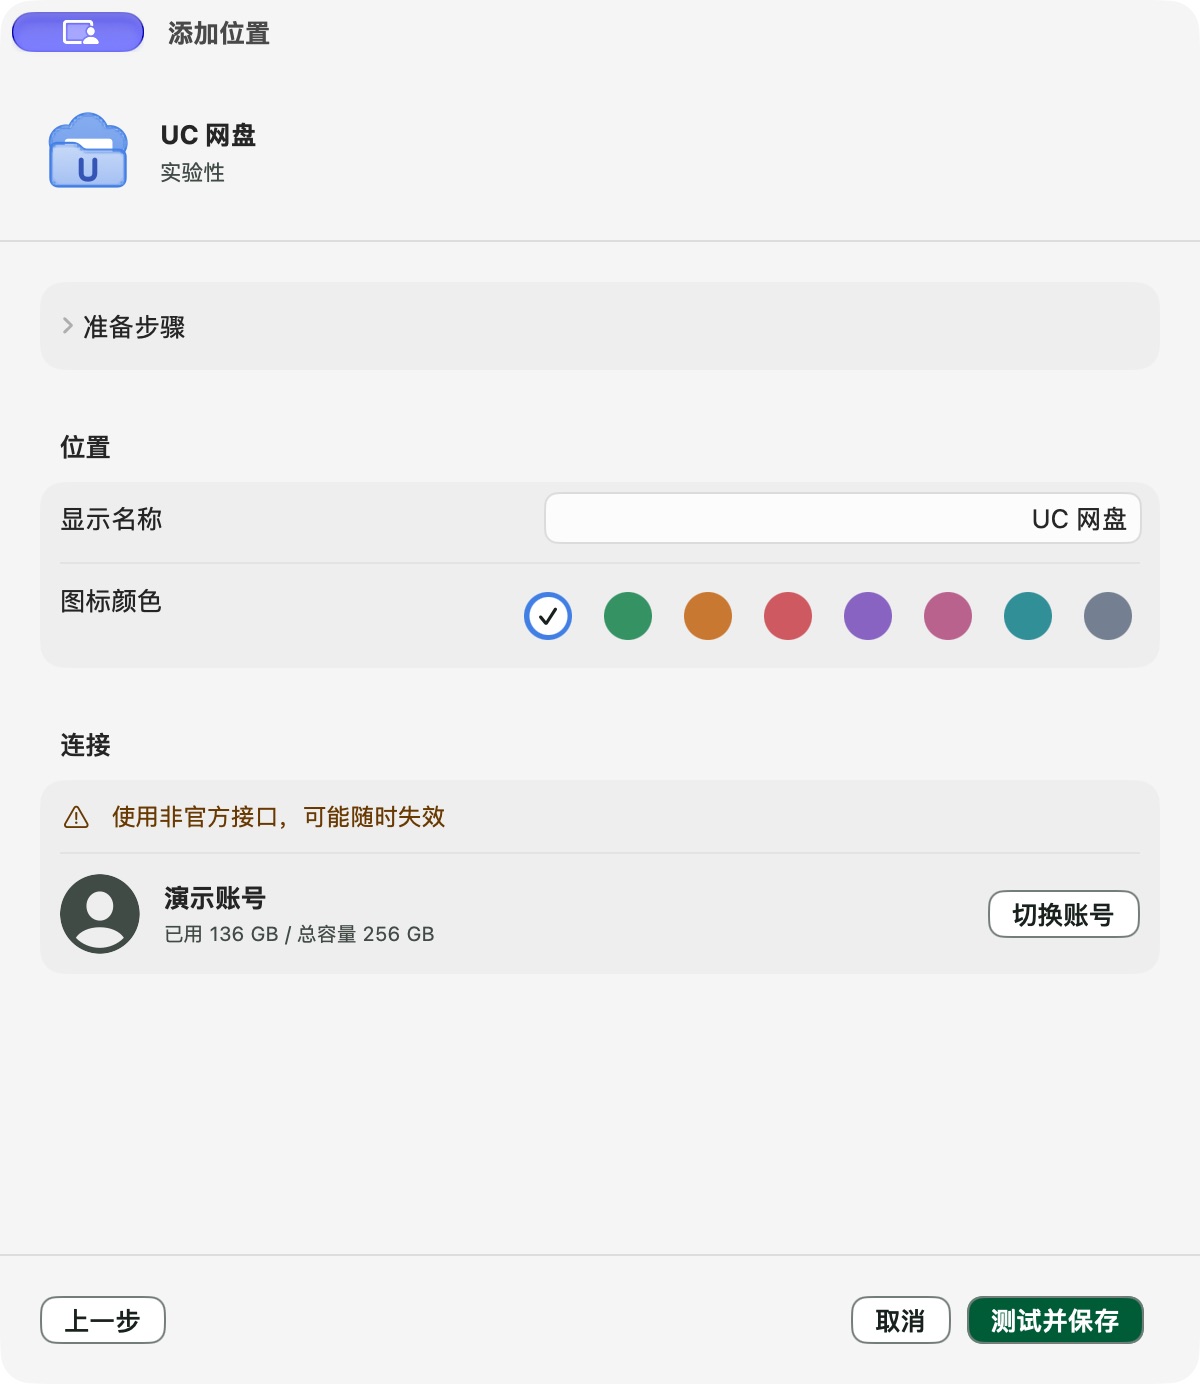 添加位置
UC 网盘
实验性
准备步骤
位置
显示名称
UC 网盘
图标颜色
连接
使用非官方接口，可能随时失效
演示账号
已用 136 GB / 总容量 256 GB
切换账号
上一步
取消
测试并保存